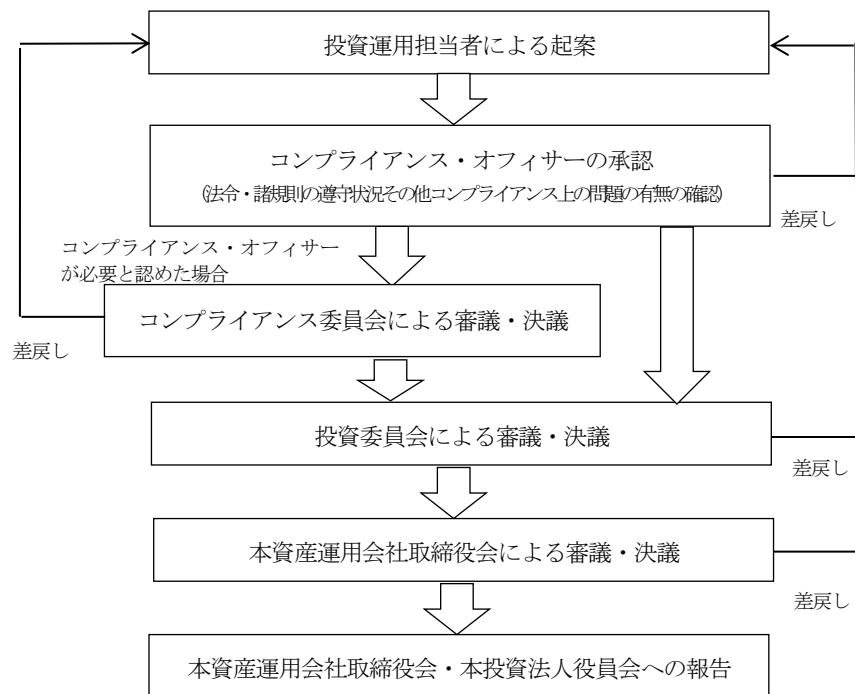 投資運用担当者による起案
コンプライアンス・オフィサーの承認
(法令・諸規則の遵守状況その他コンプライアンス上の問題の有無の確認)
差戻し
コンプライアンス・オフィサー
が必要と認めた場合
コンプライアンス委員会による審議・決議
差戻し
投資委員会による審議・決議
差戻し
本資産運用会社取締役会による審議・決議
差戻し
本資産運用会社取締役会・本投資法人役員会への報告